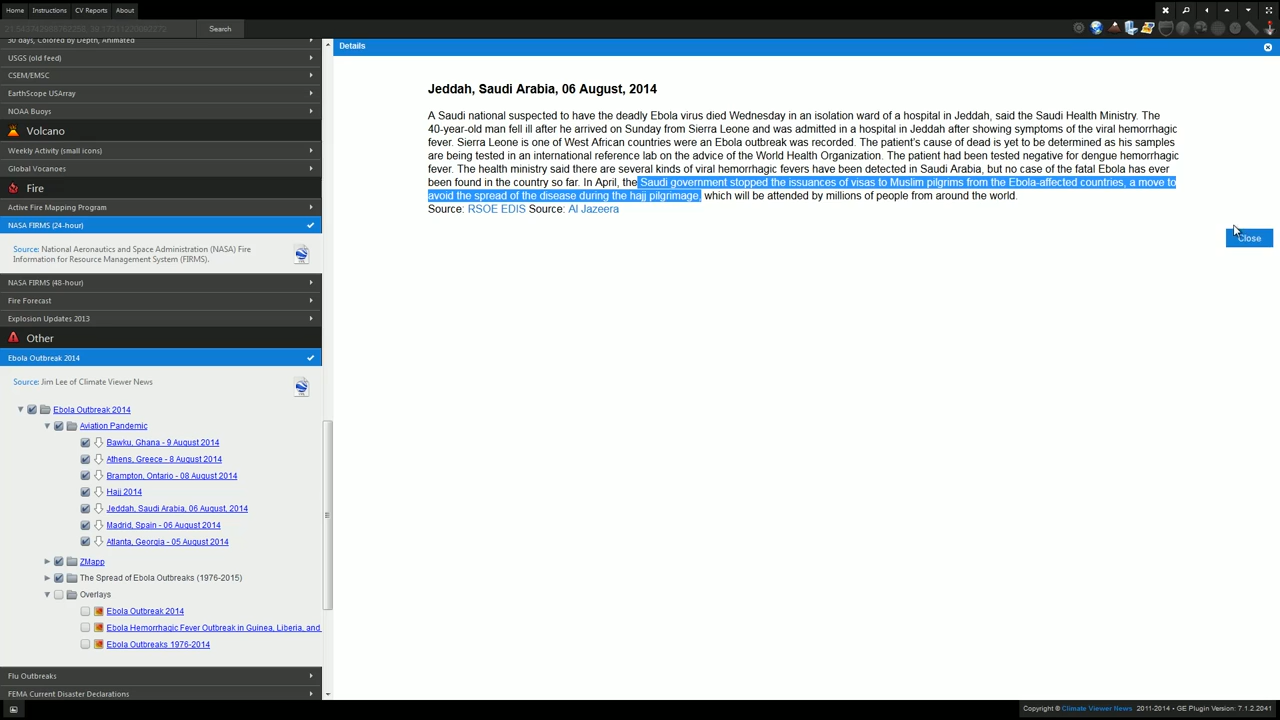 Home Instructions CV Reports About
Search
30 days, Colored by Depth, Animated
USGS (old feed)
CSEM/EMSC
EarthScope USArray
NOAA Buoys
Volcano
Weekly Activity (small icons)
Global Volcanoes
Fire
Active Fire Mapping Program
NASA FIRMS (24-hour)
Source: National Aeronautics and Space Administration (NASA) Fire
Information for Resource Management System (FIRMS).
NASA FIRMS (48-hour)
Fire Forecast
Explosion Updates 2013
Other
Ebola Outbreak 2014
Source: Jim Lee of Climate Viewer News
Ebola Outbreak 2014
Aviation Pandemic
Bawku, Ghana - 9 August 2014
Athens, Greece - 8 August 2014
Brampton, Ontario - 08 August 2014
Hajj 2014
Jeddah, Saudi Arabia, 06 August, 2014
Madrid, Spain - 06 August 2014
Atlanta, Georgia - 05 August 2014
ZMapp
The Spread of Ebola Outbreaks (1976-2015)
Overlays
Ebola Outbreak 2014
Ebola Hemorrhagic Fever Outbreak in Guinea, Liberia, and
Ebola Outbreaks 1976-2014
Flu Outbreaks
FEMA Current Disaster Declarations
Details
Jeddah, Saudi Arabia, 06 August, 2014
A Saudi national suspected to have the deadly Ebola virus died Wednesday in an isolation ward of a hospital in Jeddah, said the Saudi Health Ministry. The
40-year-old man fell ill after he arrived on Sunday from Sierra Leone and was admitted in a hospital in Jeddah after showing symptoms of the viral hemorrhagic
fever. Sierra Leone is one of West African countries were an Ebola outbreak was recorded. The patient's cause of dead is yet to be determined as his samples
are being tested in an international reference lab on the advice of the World Health Organization. The patient had been tested negative for dengue hemorrhagic
fever. The health ministry said there are several kinds of viral hemorrhagic fevers have been detected in Saudi Arabia, but no case of the fatal Ebola has ever
been found in the country so far. In April, the Saudi government stopped the issuances of visas to Muslim pilgrims from the Ebola-affected countries, a move to
avoid the spread of the disease during the hajj pilgrimage, which will be attended by millions of people from around the world.
Source: RSOE EDIS Source: Al Jazeera
Close
Copyright © Climate Viewer News 2011-2014 • GE Plugin Version: 7.1.2.2041